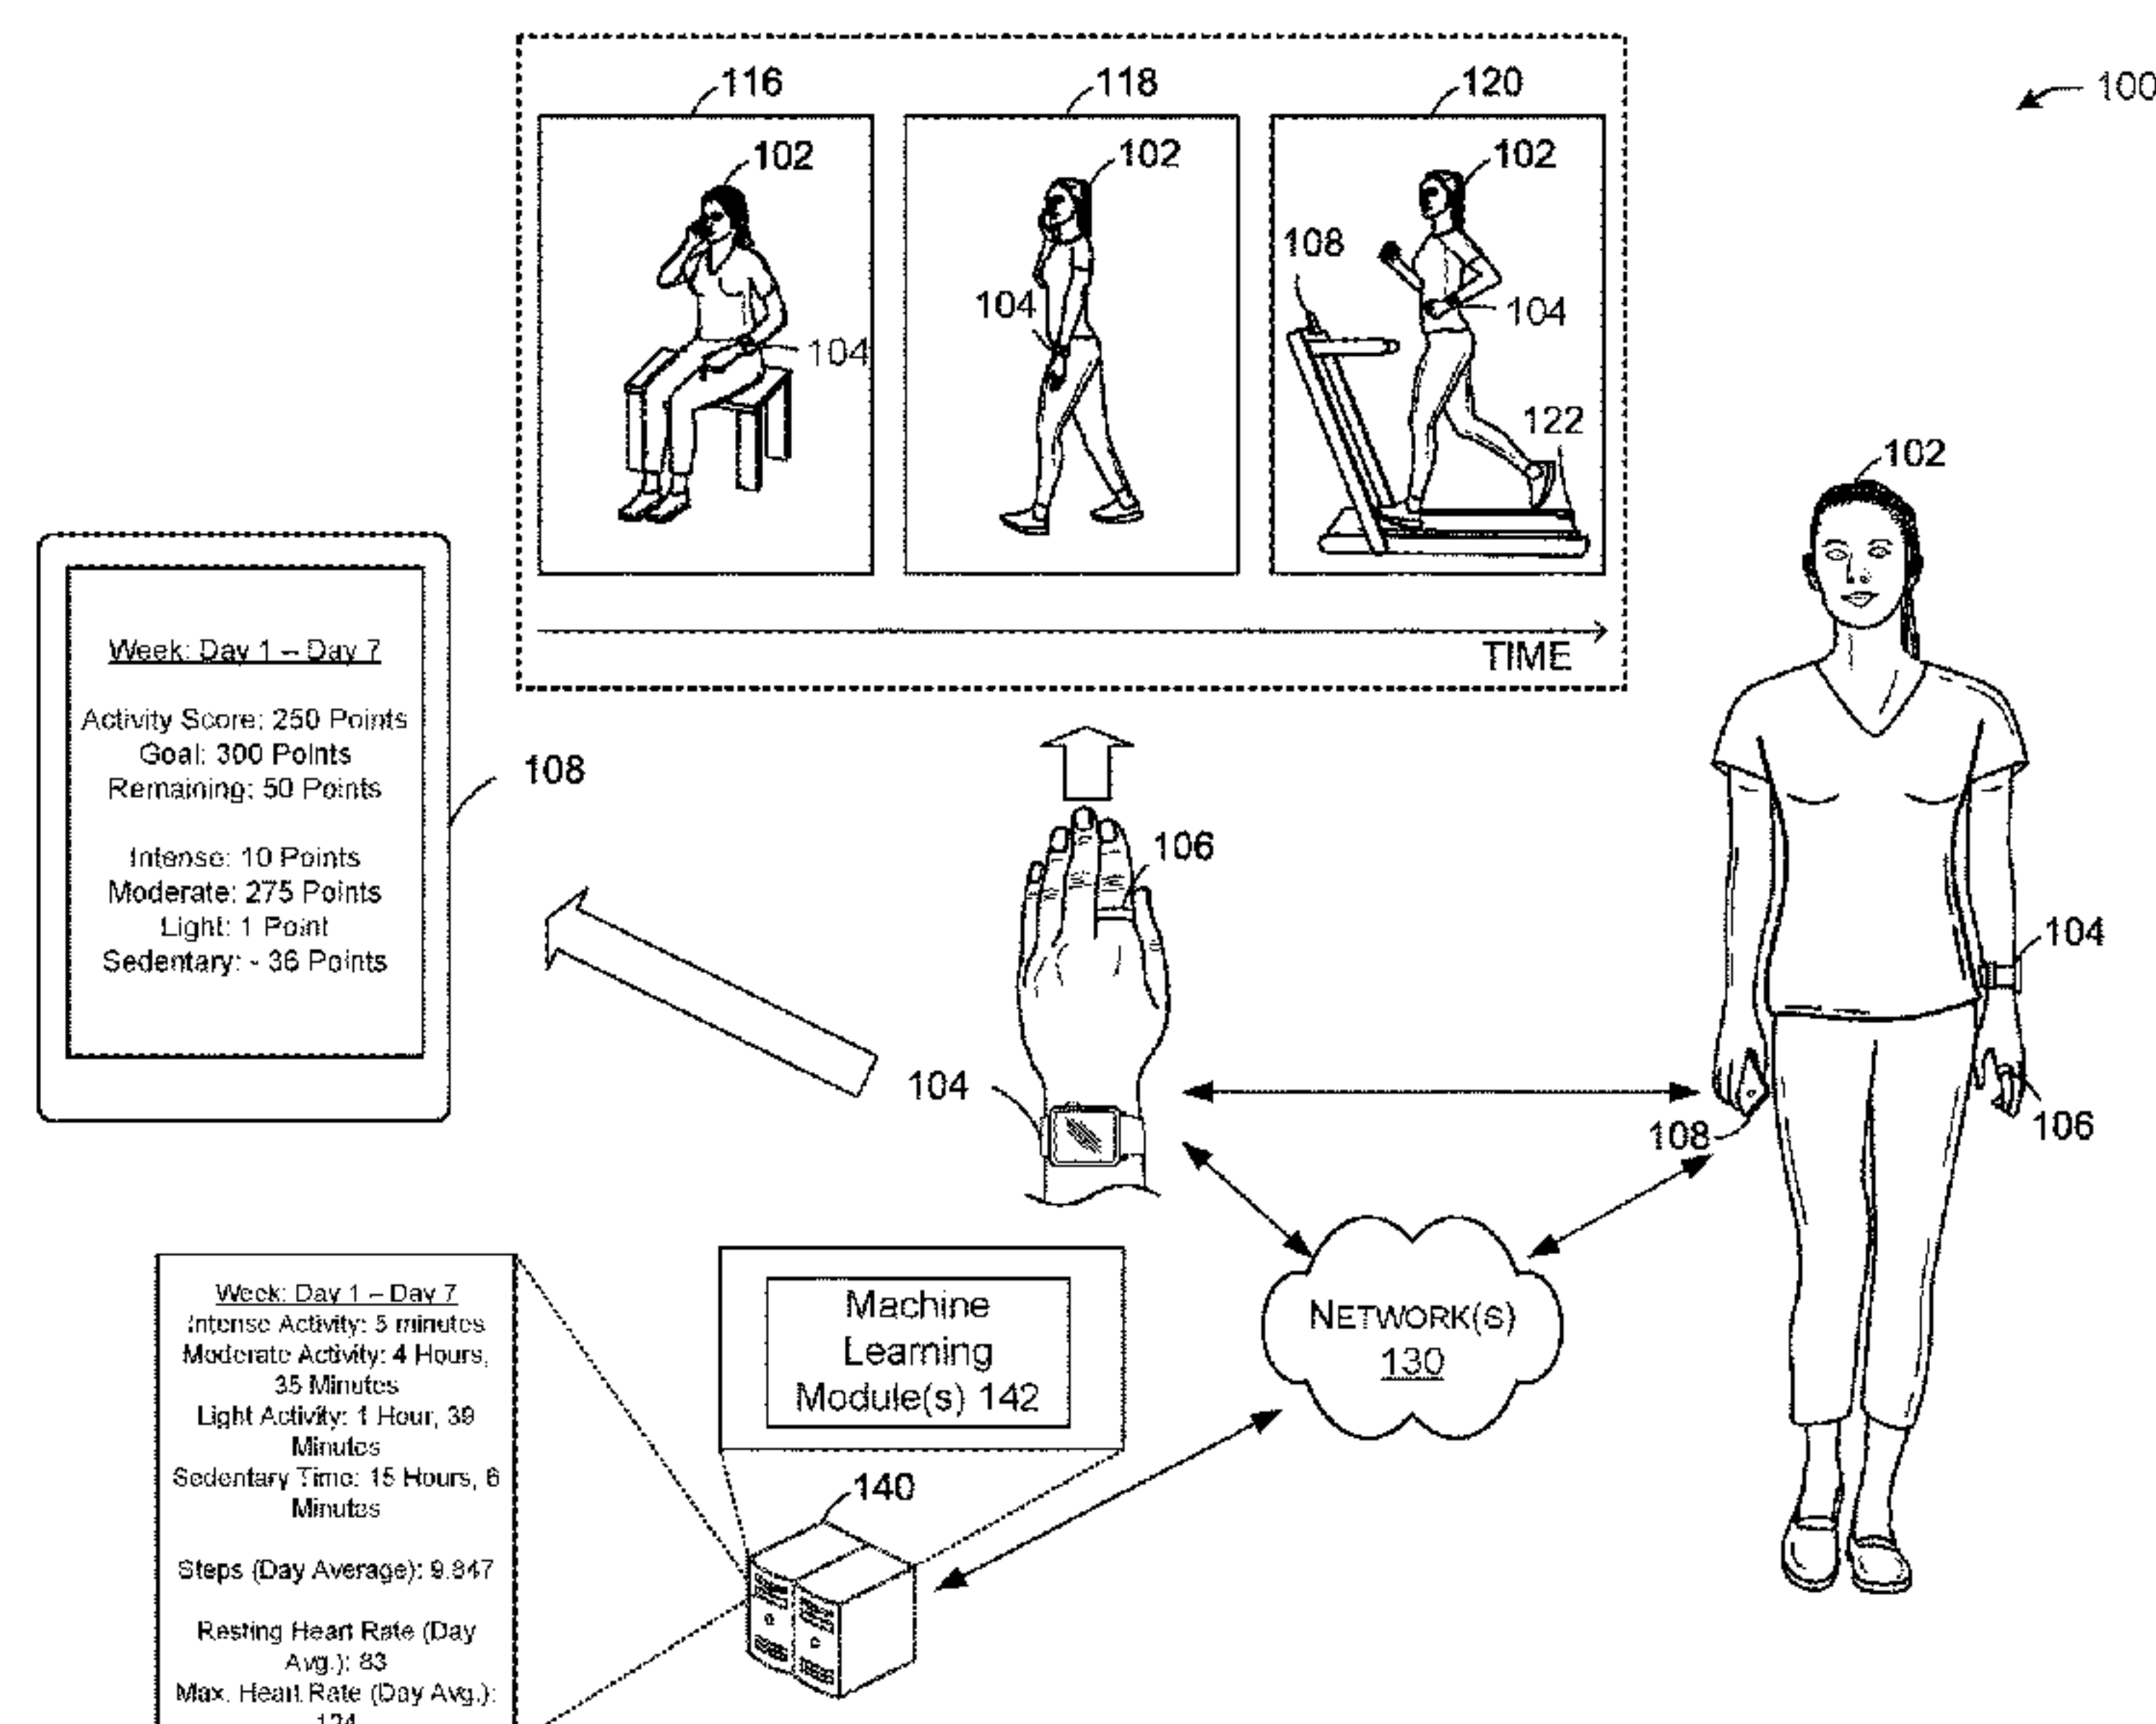 100
116
118
120
102
102
102
108
104
104
104
122
TIME
102
Week: Day 1 – Day 7
Activity Score: 250 Points
Goal: 300 Points
Remaining: 50 Points
Intense: 10 Points
Moderate: 275 Points
Light: 1 Point
Sedentary: - 36 Points
108
106
104
104
108
106
Week: Day 1 – Day 7
Intense Activity: 5 minutes
Moderate Activity: 4 Hours,
35 Minutes
Light Activity: 1 Hour, 39
Minutes
Sedentary Time: 15 Hours, 6
Minutes
Steps (Day Average): 9,847
Resting Heart Rate (Day
Avg.): 83
Max. Heart Rate (Day Avg.):
Machine
Learning
Module(s) 142
140
NETWORK(S)
130